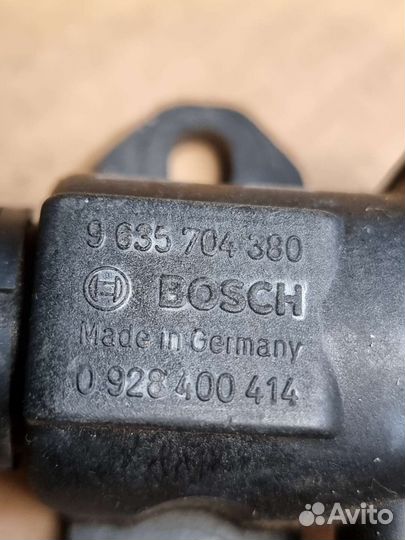 9 635 704 380
BOSCH
Made in Germany
0 928 400 414
Avito